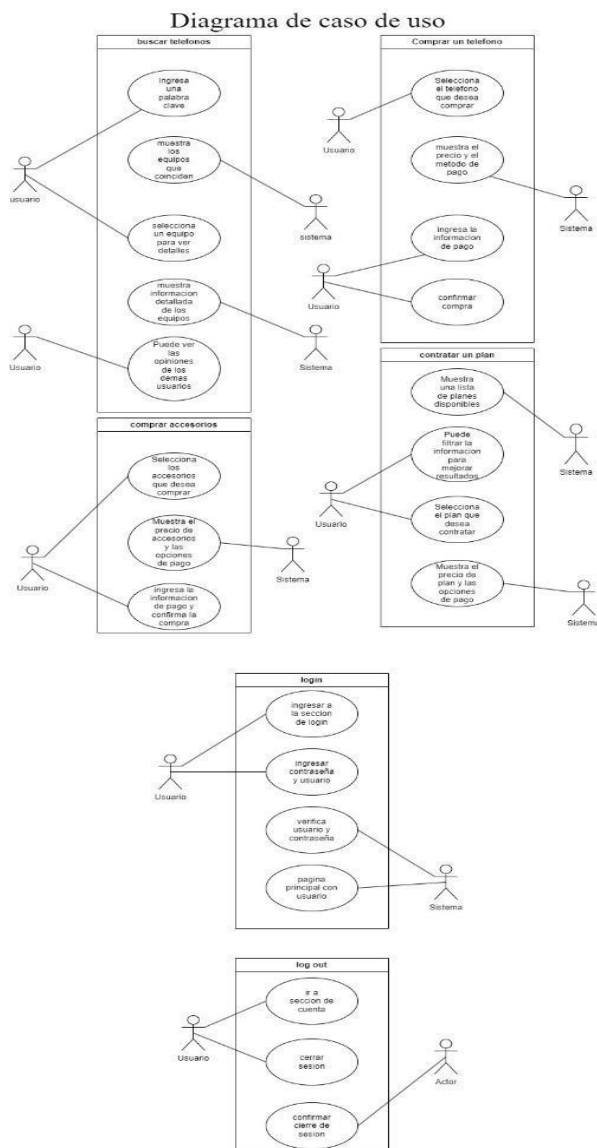 Diagrama de caso de uso
buscar telefonos
Ingresa
una
palabra
clave
muestra
los
equipos
que
coinciden
usuario
sistema
selecciona
un equipo
para ver
detalles
muestra
informacion
detallada
de los
equipos
Usuario
Sistema
Puede ver
las
opiniones
de los
demas
usuarios
Comprar un telefono
Selecciona
el telefono
que desea
comprar
Usuario
muestra el
precio y el
metodo de
pago
Sistema
ingresa la
informacion
de pago
Usuario
confirmar
compra
comprar accesorios
Selecciona
los
accesorios
que desea
comprar
Muestra el
precio de
accesorios
y las
opciones
de pago
Usuario
Sistema
ingresa la
informacion
de pago y
confirma la
compra
contratar un plan
Muestra
una lista
de planes
disponibles
Sistema
Puede
filtrar la
informacion
para
mejorar
resultados
Usuario
Selecciona
el plan que
desea
contratar
Muestra el
precio de
plan y las
opciones
de pago
Sistema
login
ingresar a
la seccion
de login
Usuario
ingresar
contraseña
y usuario
verifica
usuario y
contraseña
pagina
principal con
usuario
Sistema
log out
ir a
seccion de
cuenta
Usuario
cerrar
sesion
Actor
confirmar
cierre de
sesion